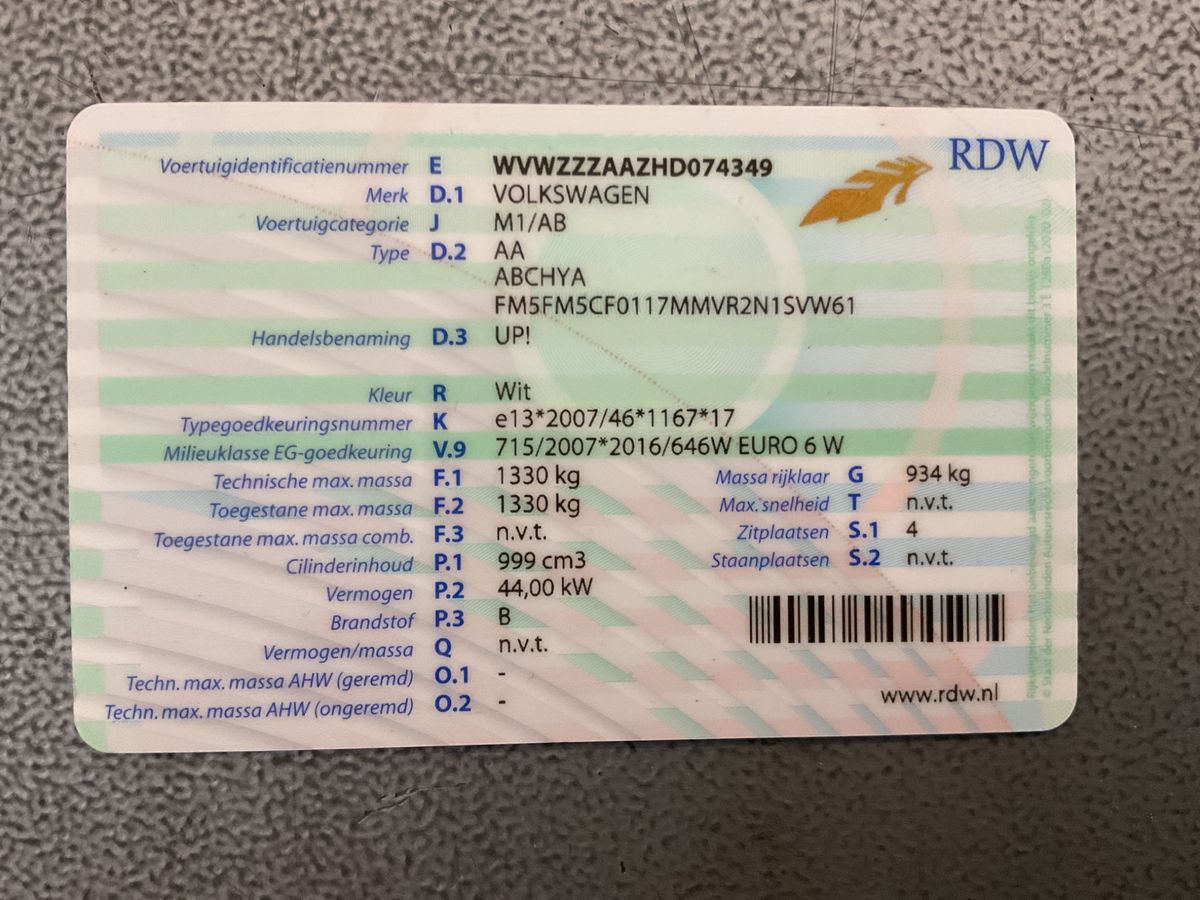 RDW
Voertuigidentificatienummer E WVWZZZAAZHD074349
Merk D.1 VOLKSWAGEN
Voertuigcategorie J M1/AB
Type D.2 AA
ABCHYA
FM5FM5CF0117MMVR2N1SVW61
Handelsbenaming D.3 UP!
Kleur R Wit
Typegoedkeuringsnummer K e13*2007/46*1167*17
Milieuklasse EG-goedkeuring V.9 715/2007*2016/646W EURO 6 W
Technische max. massa F.1 1330 kg Massa rijklaar G 934 kg
Toegestane max. massa F.2 1330 kg Max. snelheid T n.v.t.
Toegestane max. massa comb. F.3 n.v.t. Zitplaatsen S.1 4
Cilinderinhoud P.1 999 cm3 Staanplaatsen S.2 n.v.t.
Vermogen P.2 44,00 kW
Brandstof P.3 B
Vermogen/massa Q n.v.t.
Techn. max. massa AHW (geremd) O.1 -
Techn. max. massa AHW (ongeremd) O.2 -
www.rdw.nl